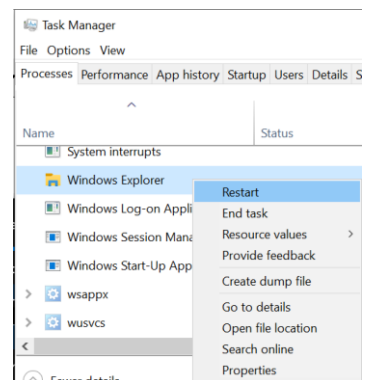 Task Manager
File Options View
Processes Performance App history Startup Users Details S
Name Status
System interrupts
Windows Explorer
Windows Log-on Appli
Windows Session Mana
Windows Start-Up App
wsappx
wusvcs
Fewer details
Restart
End task
Resource values
Provide feedback
Create dump file
Go to details
Open file location
Search online
Properties